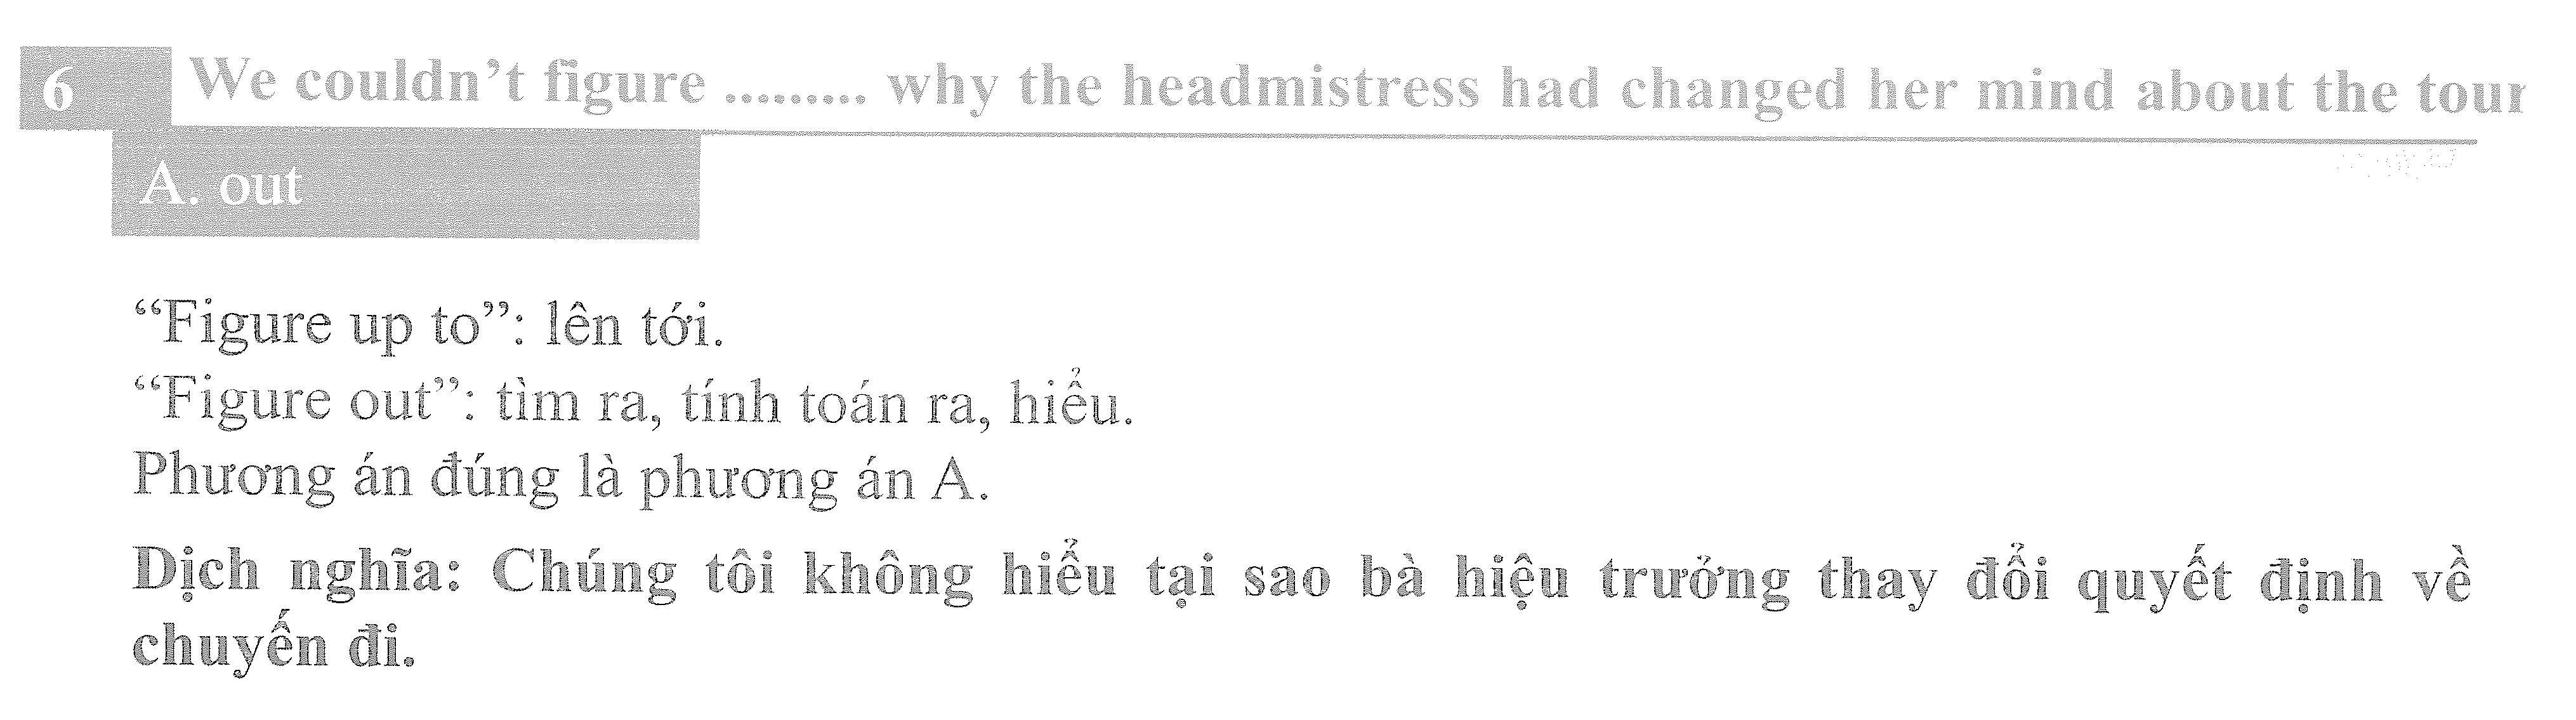 6 We couldn’t figure ......... why the headmistress had changed her mind about the tour
A. out
“Figure up to”: lên tới.
“Figure out”: tìm ra, tính toán ra, hiểu.
Phương án đúng là phương án A.
Dịch nghĩa: Chúng tôi không hiểu tại sao bà hiệu trưởng thay đổi quyết định về
chuyến đi.